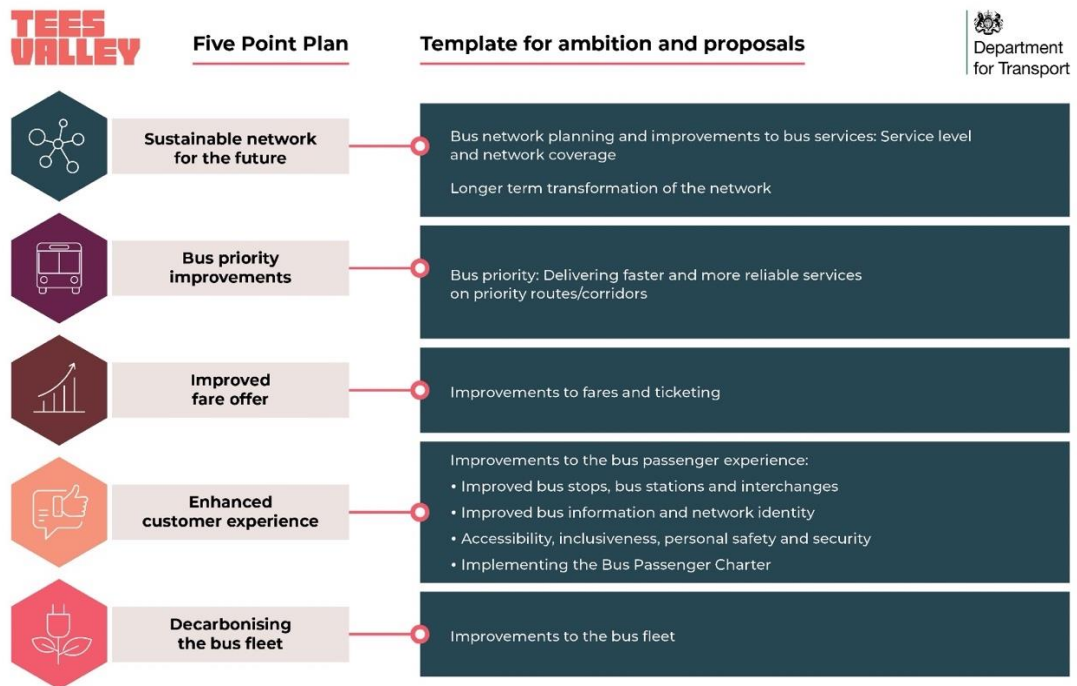 TEES
VALLEY
Five Point Plan
Template for ambition and proposals
Department
for Transport
Sustainable network
for the future
Bus network planning and improvements to bus services: Service level
and network coverage
Longer term transformation of the network
Bus priority
improvements
Bus priority: Delivering faster and more reliable services
on priority routes/corridors
Improved
fare offer
Improvements to fares and ticketing
Enhanced
customer experience
Improvements to the bus passenger experience:
• Improved bus stops, bus stations and interchanges
• Improved bus information and network identity
• Accessibility, inclusiveness, personal safety and security
• Implementing the Bus Passenger Charter
Decarbonising
the bus fleet
Improvements to the bus fleet